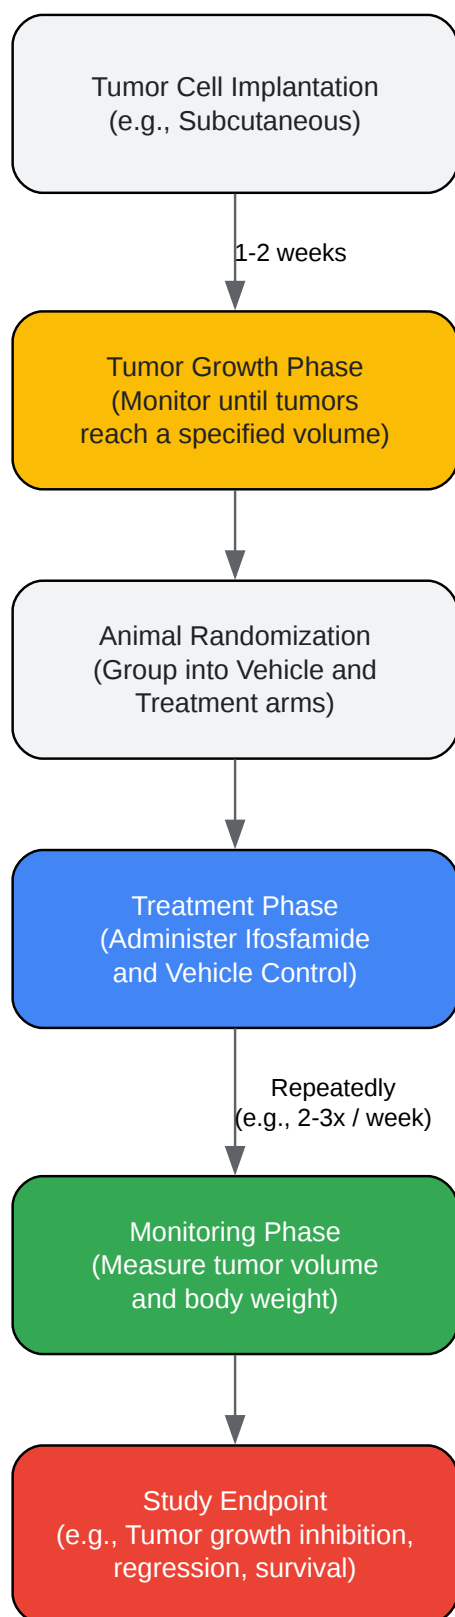 Tumor Cell Implantation
(e.g., Subcutaneous)
1-2 weeks
Tumor Growth Phase
(Monitor until tumors
reach a specified volume)
Animal Randomization
(Group into Vehicle and
Treatment arms)
Treatment Phase
(Administer Ifosfamide
and Vehicle Control)
Repeatedly
(e.g., 2-3x / week)
Monitoring Phase
(Measure tumor volume
and body weight)
Study Endpoint
(e.g., Tumor growth inhibition,
regression, survival)